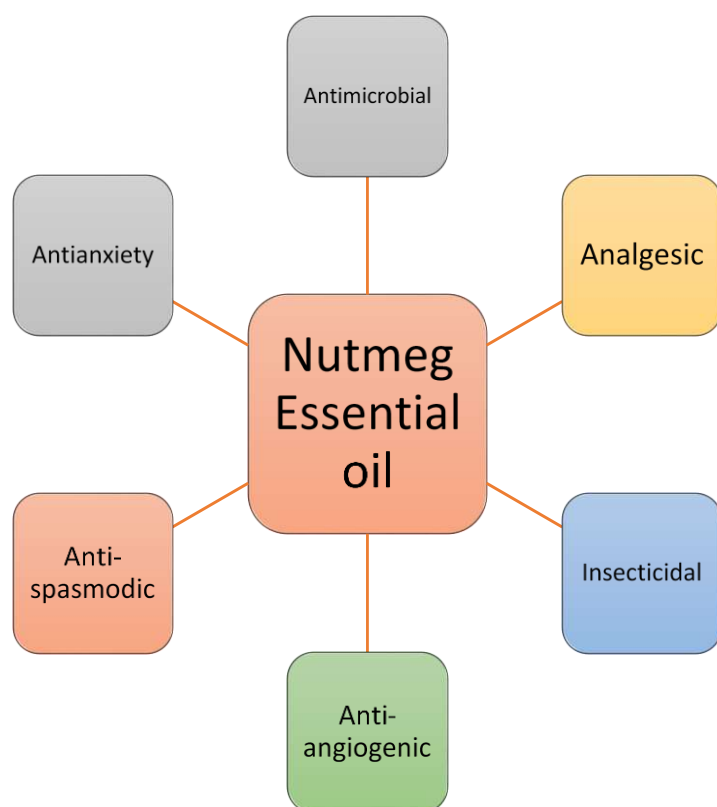 Antimicrobial
Antianxiety
Analgesic
Nutmeg
Essential
oil
Anti-
spasmodic
Insecticidal
Anti-
angiogenic